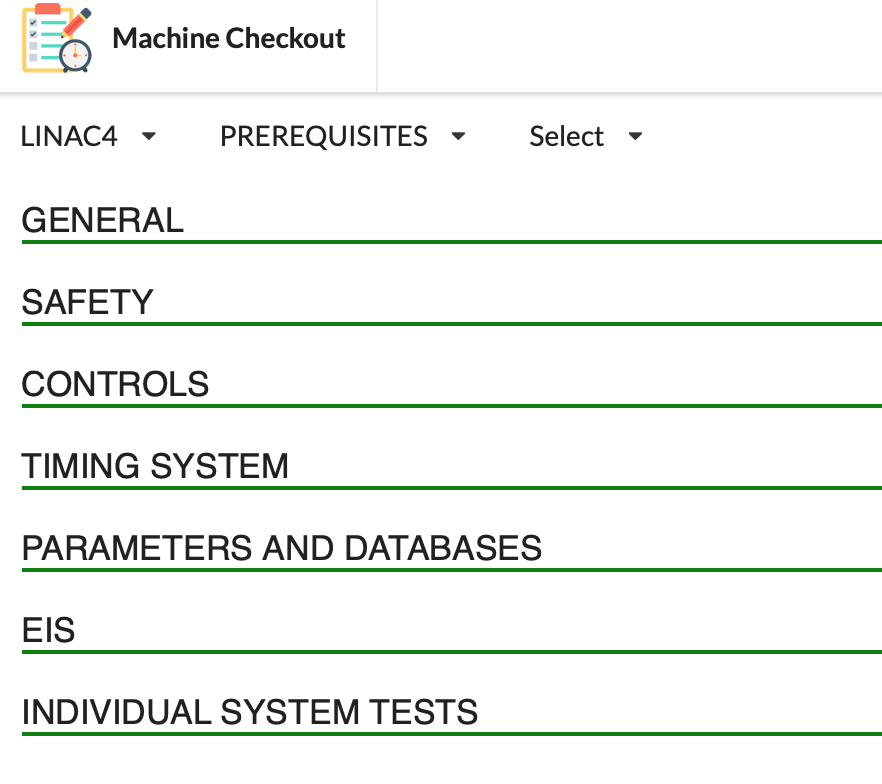 Machine Checkout
LINAC4 PREREQUISITES Select
GENERAL
SAFETY
CONTROLS
TIMING SYSTEM
PARAMETERS AND DATABASES
EIS
INDIVIDUAL SYSTEM TESTS